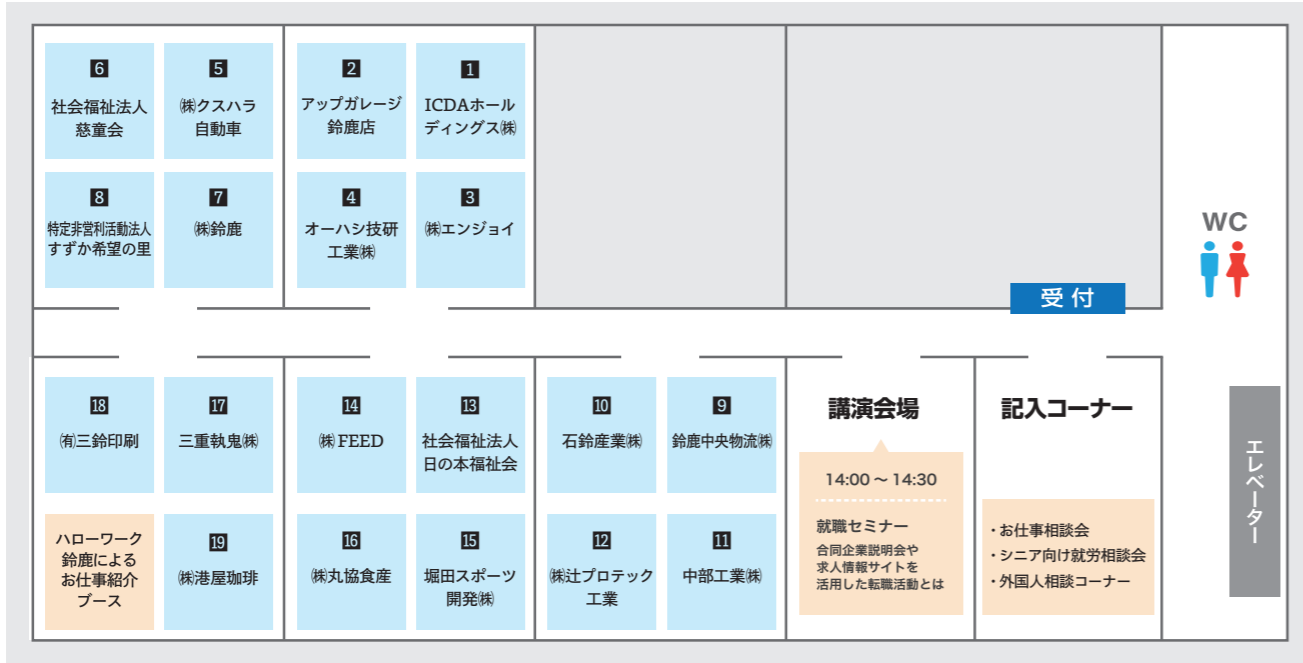 6
社会福祉法人
慈童会
5
㈱クスハラ
自動車
2
アップガレージ
鈴鹿店
1
ICDAホール
ディングス㈱
8
特定非営利活動法人
すずか希望の里
7
㈱鈴鹿
4
オーハシ技研
工業㈱
3
㈱エンジョイ
WC
受付
18
㈲三鈴印刷
17
三重執鬼㈱
14
㈱FEED
13
社会福祉法人
日の本福祉会
10
石鈴産業㈱
9
鈴鹿中央物流㈱
ハローワーク
鈴鹿による
お仕事紹介
ブース
19
㈱港屋珈琲
16
㈱丸協食産
15
堀田スポーツ
開発㈱
12
㈱辻プロテック
工業
11
中部工業㈱
講演会場
14:00～14:30
就職セミナー
合同企業説明会や
求人情報サイトを
活用した転職活動とは
記入コーナー
・お仕事相談会
・シニア向け就労相談会
・外国人相談コーナー
エレベーター